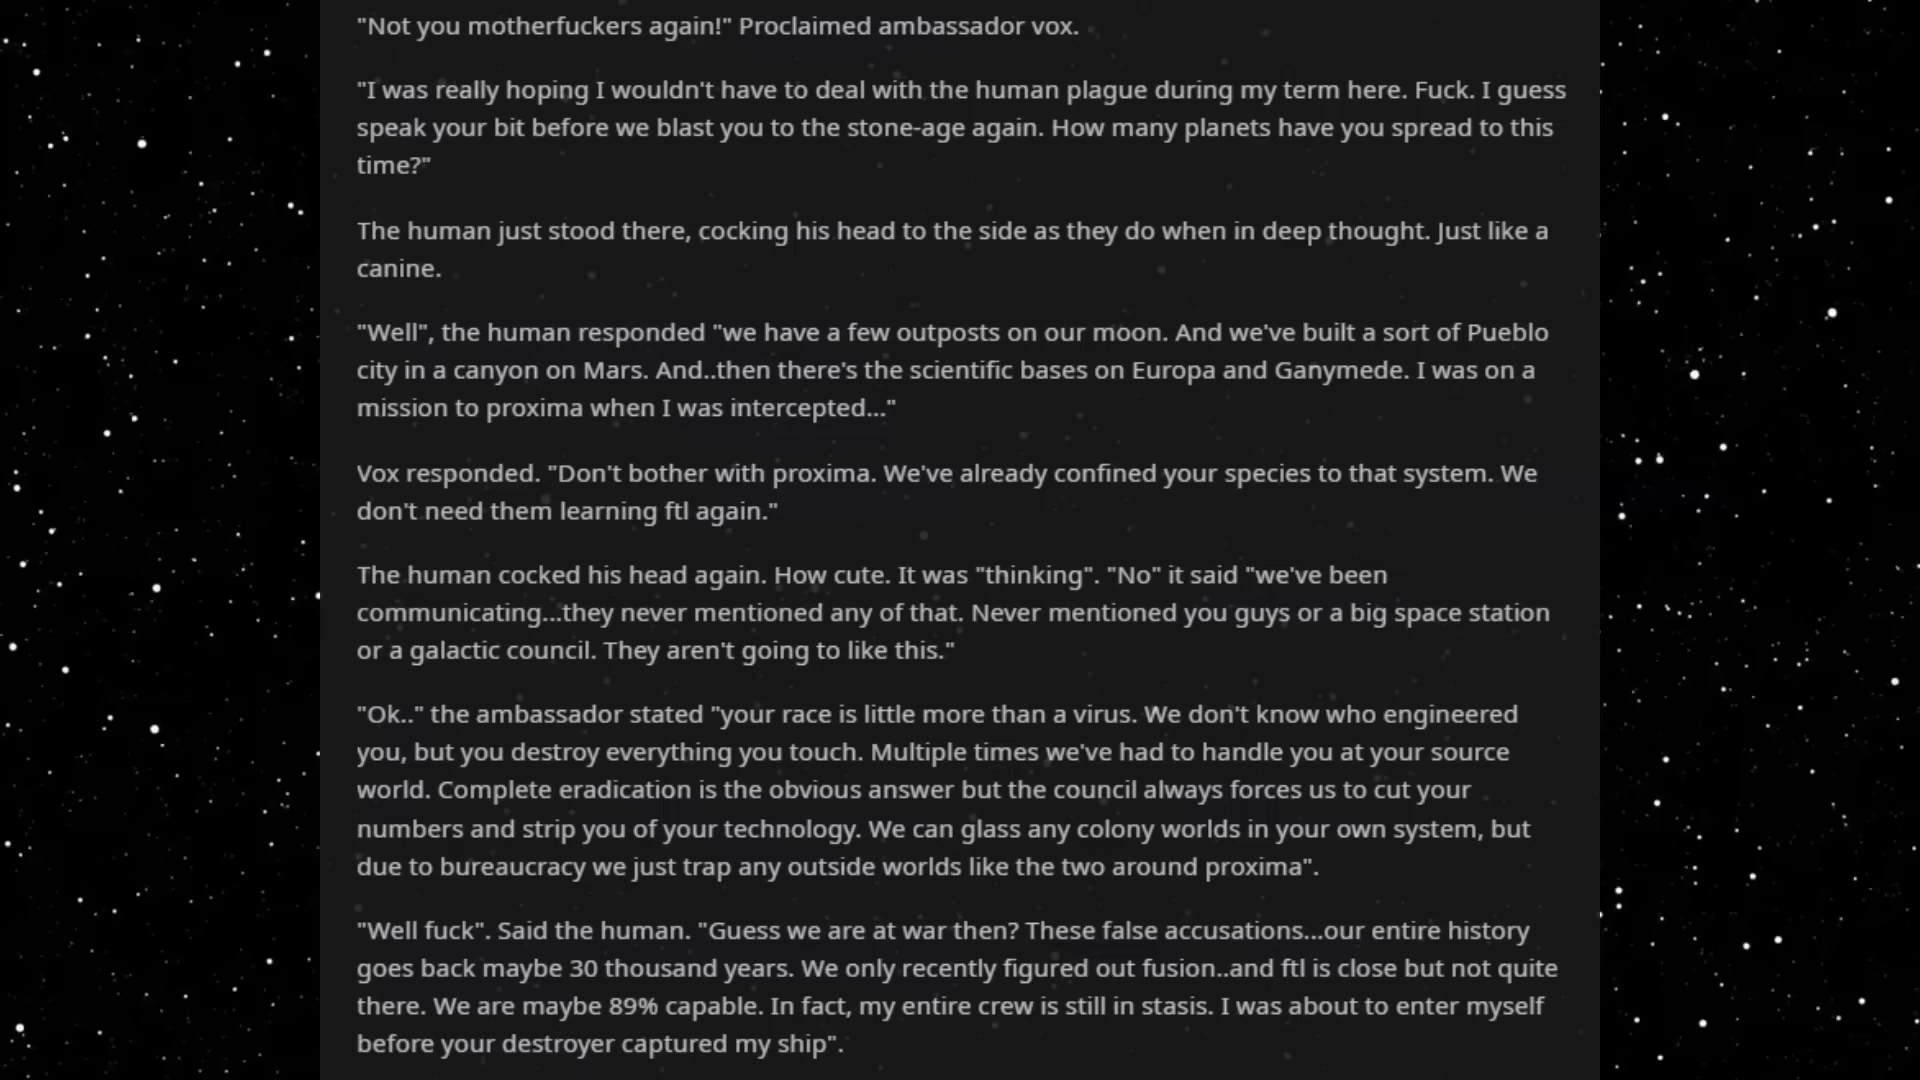 "Not you motherfuckers again!" Proclaimed ambassador vox.
"I was really hoping I wouldn't have to deal with the human plague during my term here. Fuck. I guess
speak your bit before we blast you to the stone-age again. How many planets have you spread to this
time?"
The human just stood there, cocking his head to the side as they do when in deep thought. Just like a
canine.
"Well", the human responded "we have a few outposts on our moon. And we've built a sort of Pueblo
city in a canyon on Mars. And..then there's the scientific bases on Europa and Ganymede. I was on a
mission to proxima when I was intercepted..."
Vox responded. "Don't bother with proxima. We've already confined your species to that system. We
don't need them learning ftl again."
The human cocked his head again. How cute. It was "thinking". "No" it said "we've been
communicating...they never mentioned any of that. Never mentioned you guys or a big space station
or a galactic council. They aren't going to like this."
"Ok.." the ambassador stated "your race is little more than a virus. We don't know who engineered
you, but you destroy everything you touch. Multiple times we've had to handle you at your source
world. Complete eradication is the obvious answer but the council always forces us to cut your
numbers and strip you of your technology. We can glass any colony worlds in your own system, but
due to bureaucracy we just trap any outside worlds like the two around proxima".
"Well fuck". Said the human. "Guess we are at war then? These false accusations...our entire history
goes back maybe 30 thousand years. We only recently figured out fusion..and ftl is close but not quite
there. We are maybe 89% capable. In fact, my entire crew is still in stasis. I was about to enter myself
before your destroyer captured my ship".